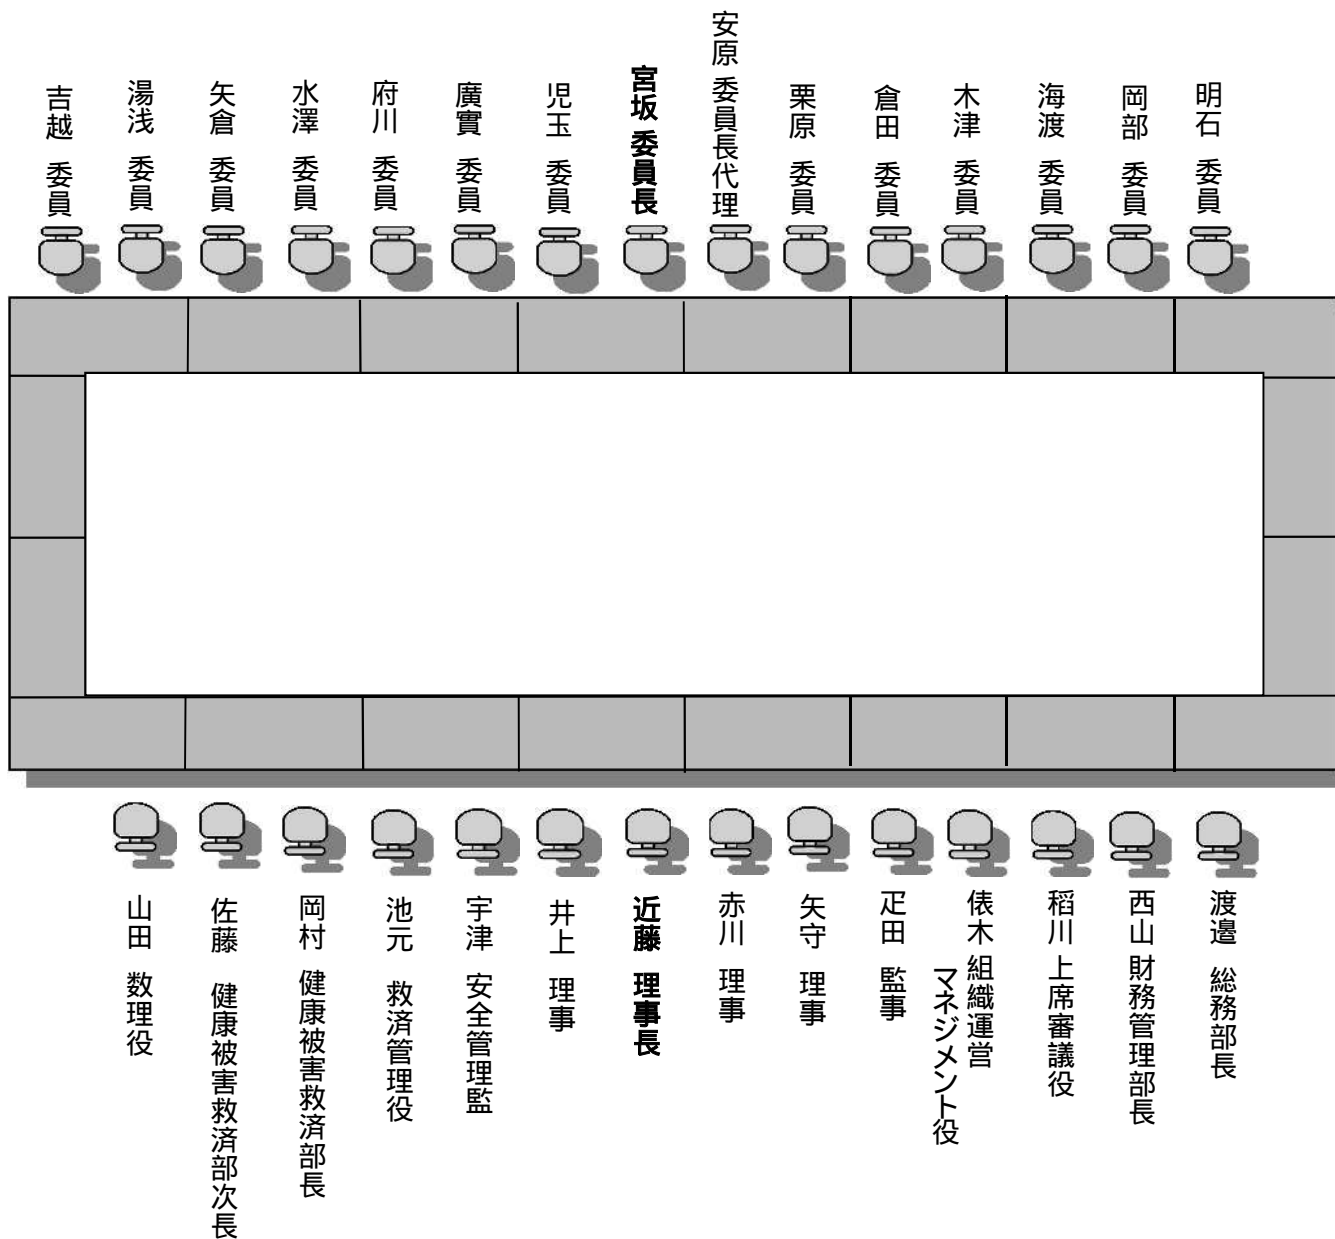 吉越 委員
湯浅 委員
矢倉 委員
水澤 委員
府川 委員
廣實 委員
児玉 委員
宮坂 委員長
安原 委員長代理
栗原 委員
倉田 委員
木津 委員
海渡 委員
岡部 委員
明石 委員
山田 数理役
佐藤 健康被害救済部次長
岡村 健康被害救済部長
池元 救済管理役
宇津 安全管理監
井上 理事
近藤 理事長
赤川 理事
矢守 理事
疋田 監事
俵木 組織運営
マネジメント役
稲川 上席審議役
西山 財務管理部長
渡邉 総務部長